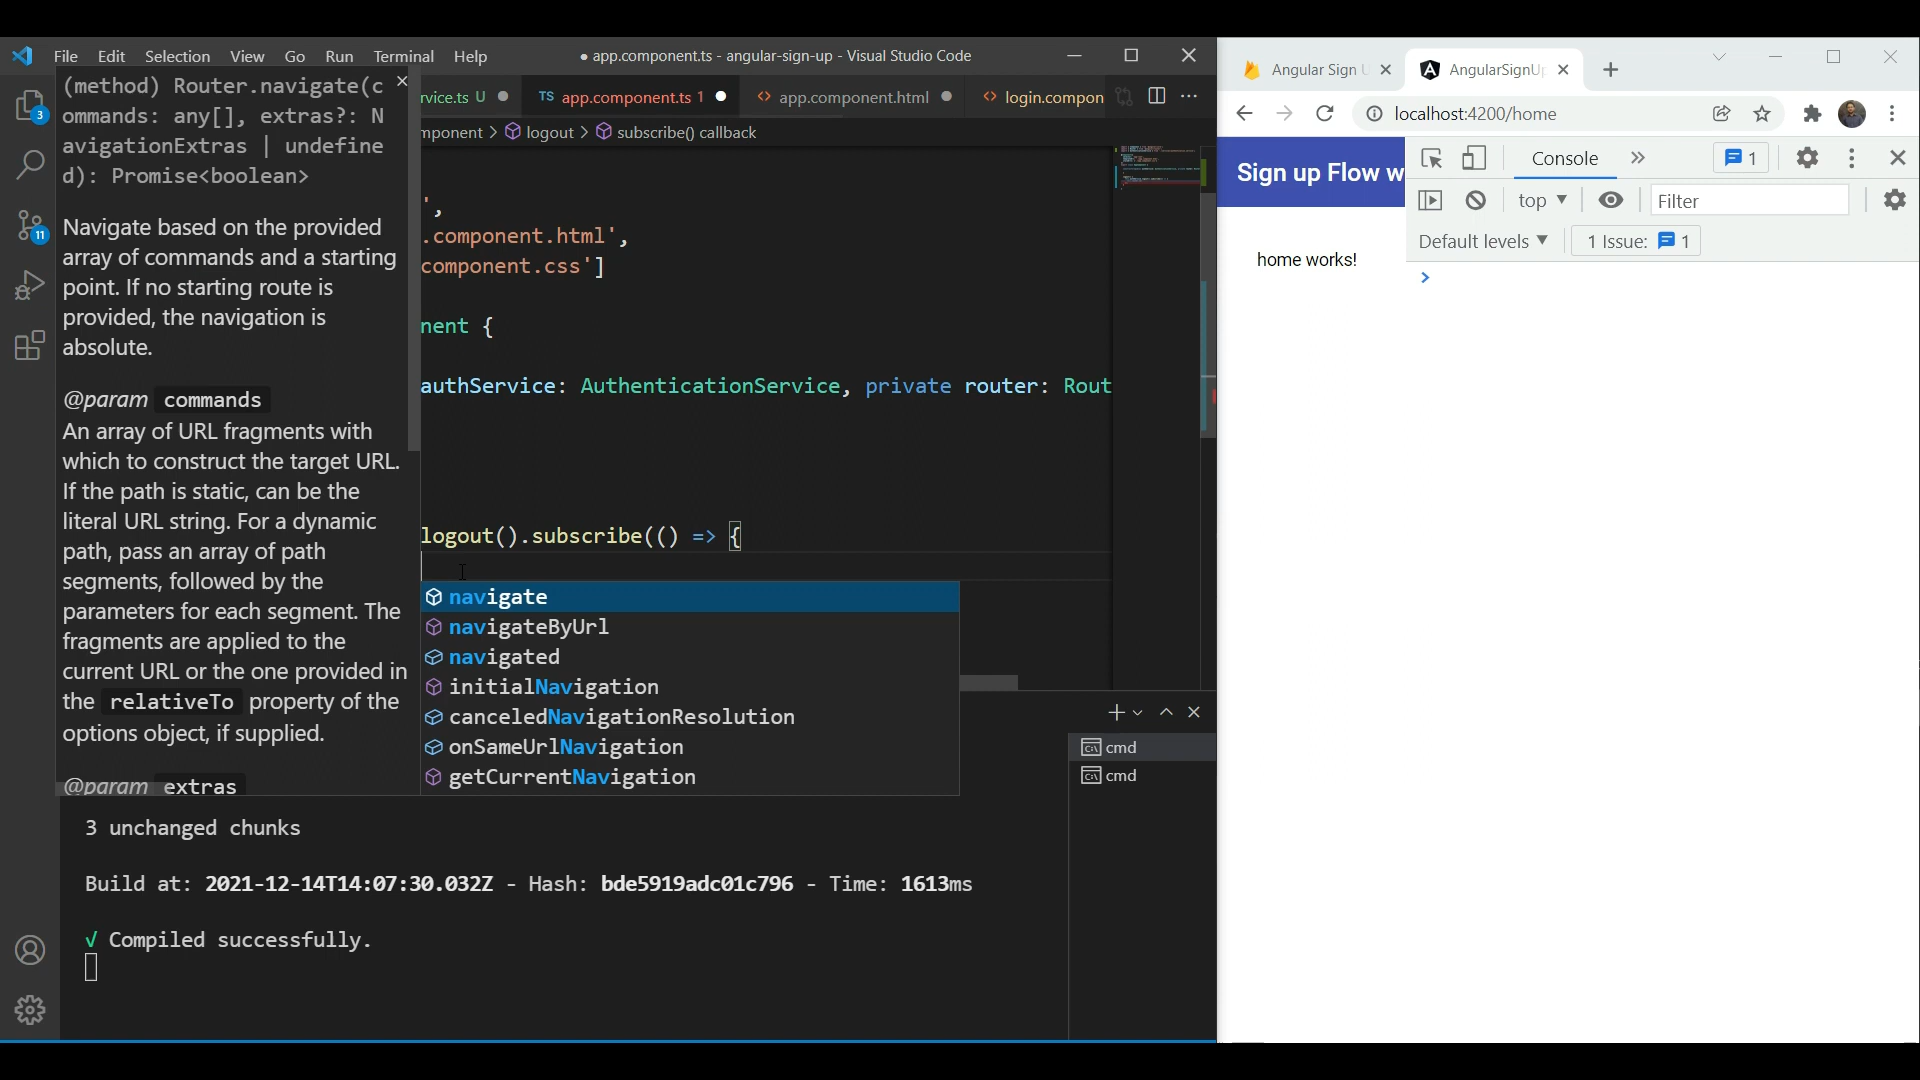 File Edit Selection View Go Run Terminal Help
● app.component.ts - angular-sign-up - Visual Studio Code
(method) Router.navigate(c
ommands: any[], extras?: N
avigationExtras | undefine
d): Promise<boolean>
Navigate based on the provided
array of commands and a starting
point. If no starting route is
provided, the navigation is
absolute.
@param commands
An array of URL fragments with
which to construct the target URL.
If the path is static, can be the
literal URL string. For a dynamic
path, pass an array of path
segments, followed by the
parameters for each segment. The
fragments are applied to the
current URL or the one provided in
the relativeTo property of the
options object, if supplied.
@param extras
3
11
rvice.ts U ● TS app.component.ts 1 ● <> app.component.html ● <> login.compon
mponent > logout > subscribe() callback
',
.component.html',
component.css']
nent {
authService: AuthenticationService, private router: Rout
logout().subscribe(() => {
navigate
navigateByUrl
navigated
initialNavigation
canceledNavigationResolution
onSameUrlNavigation
getCurrentNavigation
cmd
cmd
3 unchanged chunks
Build at: 2021-12-14T14:07:30.032Z - Hash: bde5919adc01c796 - Time: 1613ms
√ Compiled successfully.
Angular Sign U
AngularSignUp
localhost:4200/home
Sign up Flow w
home works!
Console » 1
top Filter
Default levels 1 Issue: 1